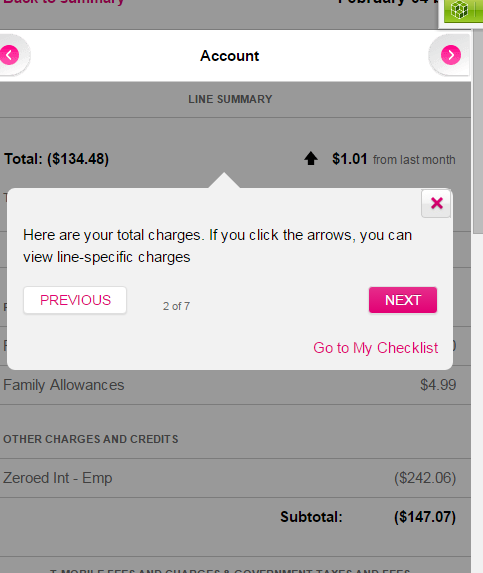 Back to summary
Account
LINE SUMMARY
Total: ($134.48) $1.01 from last month
Here are your total charges. If you click the arrows, you can
view line-specific charges
PREVIOUS 2 of 7 NEXT
Go to My Checklist
Family Allowances $4.99
OTHER CHARGES AND CREDITS
Zeroed Int - Emp ($242.06)
Subtotal: ($147.07)
T-MOBILE FEES AND CHARGES & GOVERNMENT TAXES AND FEES